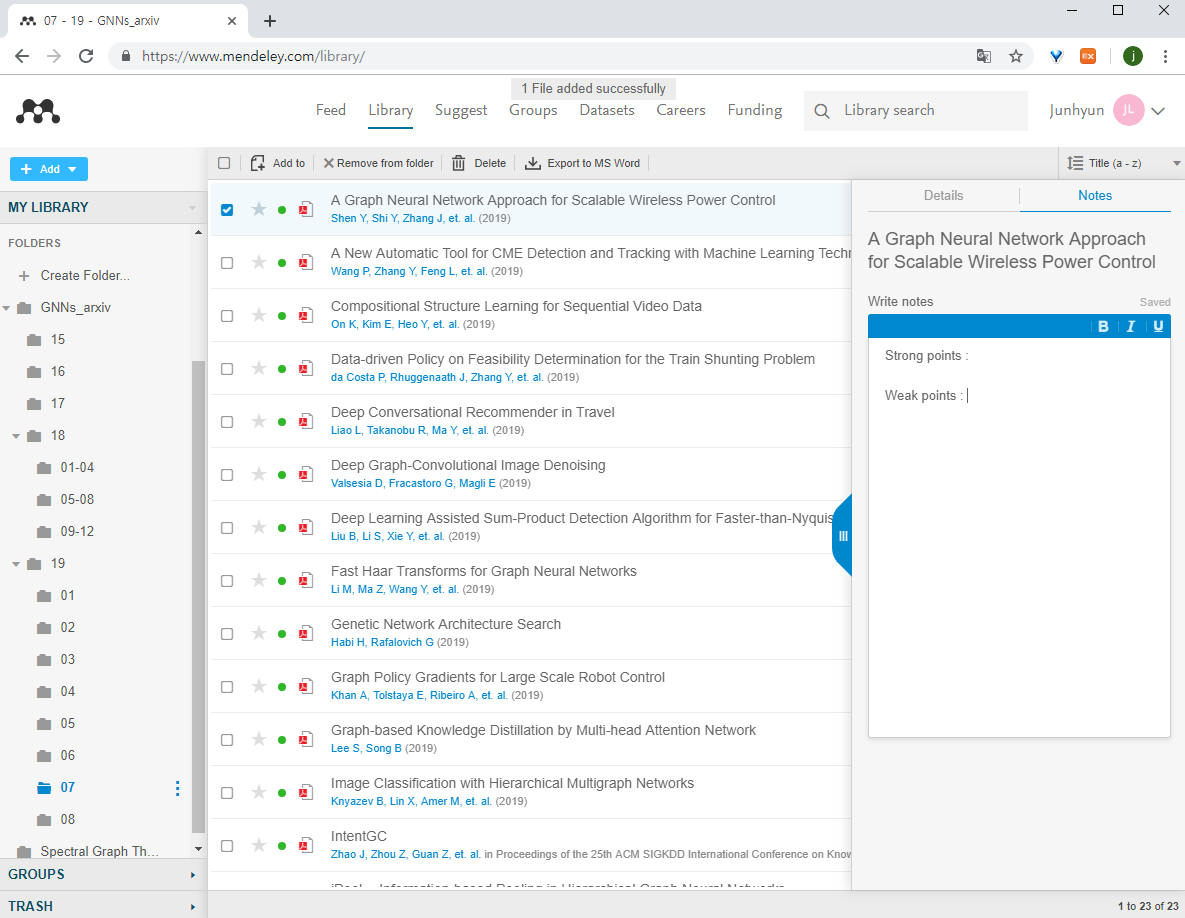 07 - 19 - GNNs_arxiv
https://www.mendeley.com/library/
j
1 File added successfully
Feed Library Suggest Groups Datasets Careers Funding
Library search
Junhyun JL
Add
Add to Remove from folder Delete Export to MS Word
Title (a - z)
MY LIBRARY
FOLDERS
Create Folder...
GNNs_arxiv
15
16
17
18
01-04
05-08
09-12
19
01
02
03
04
05
06
07
08
Spectral Graph Th...
GROUPS
TRASH
A Graph Neural Network Approach for Scalable Wireless Power Control
Shen Y, Shi Y, Zhang J, et. al. (2019)
A New Automatic Tool for CME Detection and Tracking with Machine Learning Techn
Wang P, Zhang Y, Feng L, et. al. (2019)
Compositional Structure Learning for Sequential Video Data
On K, Kim E, Heo Y, et. al. (2019)
Data-driven Policy on Feasibility Determination for the Train Shunting Problem
da Costa P, Rhuggenaath J, Zhang Y, et. al. (2019)
Deep Conversational Recommender in Travel
Liao L, Takanobu R, Ma Y, et. al. (2019)
Deep Graph-Convolutional Image Denoising
Valsesia D, Fracastoro G, Magli E (2019)
Deep Learning Assisted Sum-Product Detection Algorithm for Faster-than-Nyquis
Liu B, Li S, Xie Y, et. al. (2019)
Fast Haar Transforms for Graph Neural Networks
Li M, Ma Z, Wang Y, et. al. (2019)
Genetic Network Architecture Search
Habi H, Rafalovich G (2019)
Graph Policy Gradients for Large Scale Robot Control
Khan A, Tolstaya E, Ribeiro A, et. al. (2019)
Graph-based Knowledge Distillation by Multi-head Attention Network
Lee S, Song B (2019)
Image Classification with Hierarchical Multigraph Networks
Knyazev B, Lin X, Amer M, et. al. (2019)
IntentGC
Zhao J, Zhou Z, Guan Z, et. al. in Proceedings of the 25th ACM SIGKDD International Conference on Know
Details Notes
A Graph Neural Network Approach
for Scalable Wireless Power Control
Write notes Saved
B I U
Strong points :
Weak points :
1 to 23 of 23